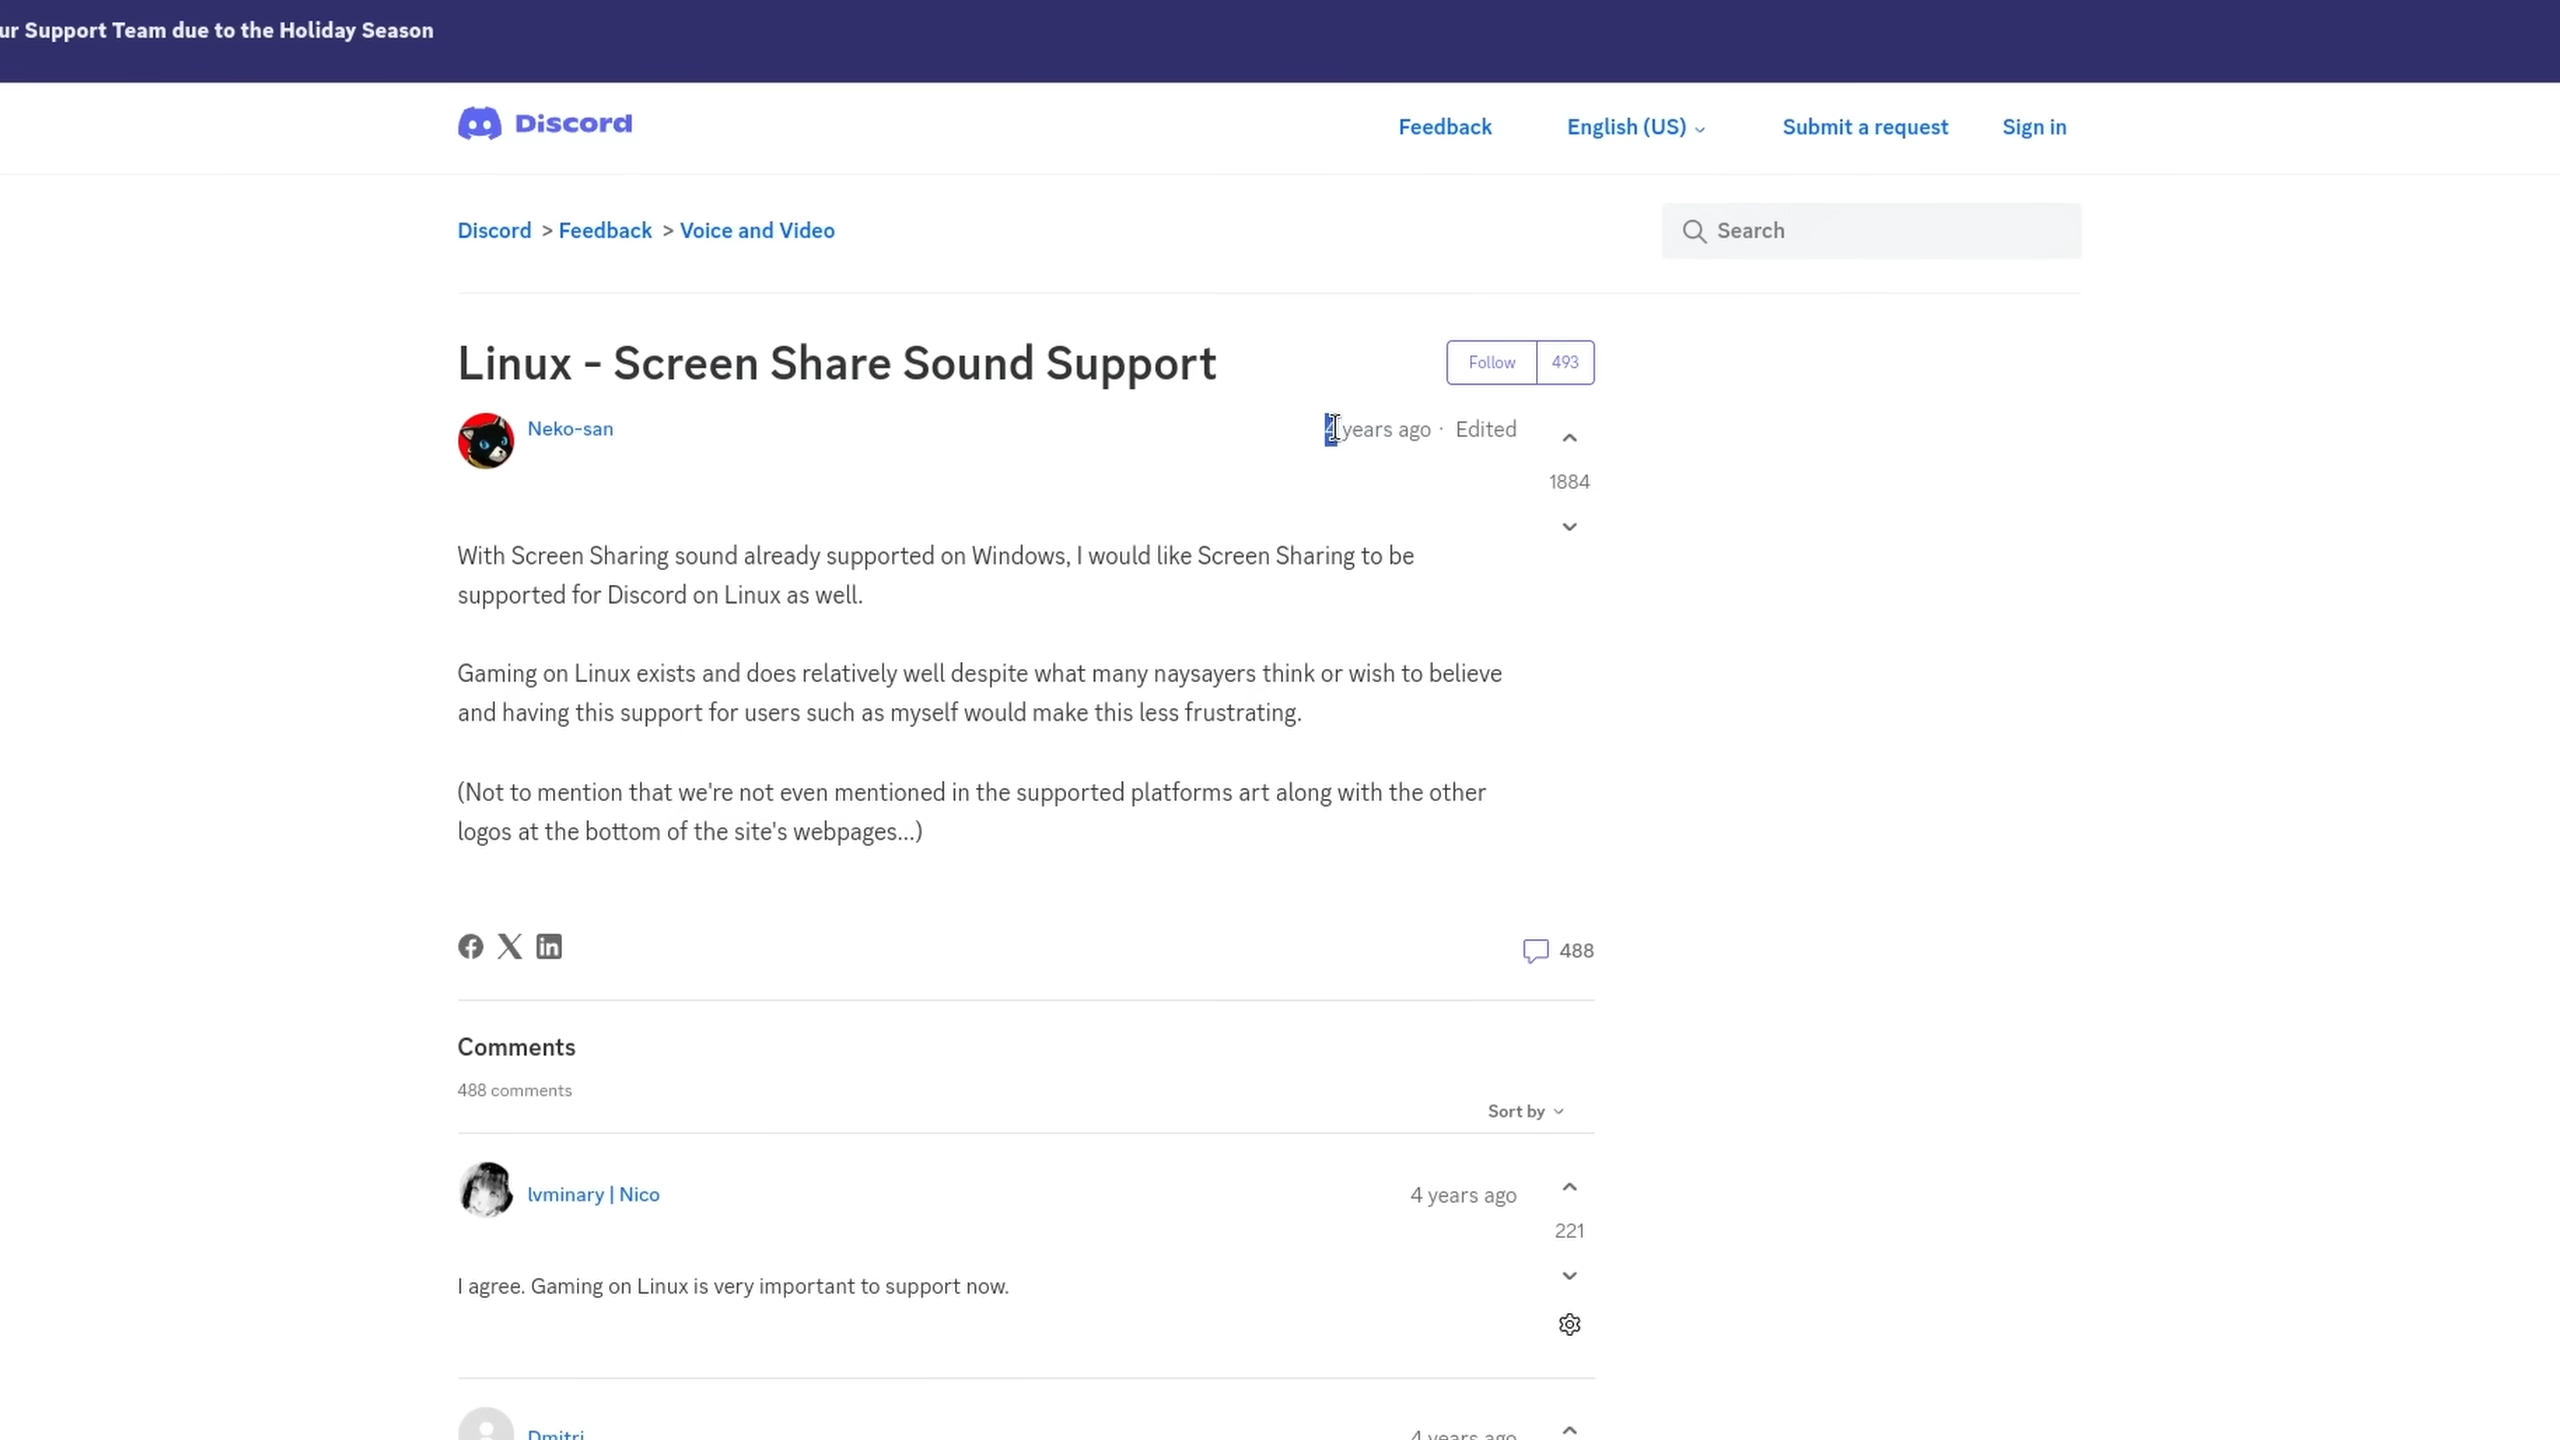 ur Support Team due to the Holiday Season
Discord
Feedback English (US) Submit a request Sign in
Discord > Feedback > Voice and Video
Search
Linux - Screen Share Sound Support
Follow 493
Neko-san
4 years ago · Edited
1884
With Screen Sharing sound already supported on Windows, I would like Screen Sharing to be
supported for Discord on Linux as well.
Gaming on Linux exists and does relatively well despite what many naysayers think or wish to believe
and having this support for users such as myself would make this less frustrating.
(Not to mention that we're not even mentioned in the supported platforms art along with the other
logos at the bottom of the site's webpages...)
488
Comments
488 comments
Sort by
lvminary | Nico
4 years ago
221
I agree. Gaming on Linux is very important to support now.
Dmitri
4 years ago